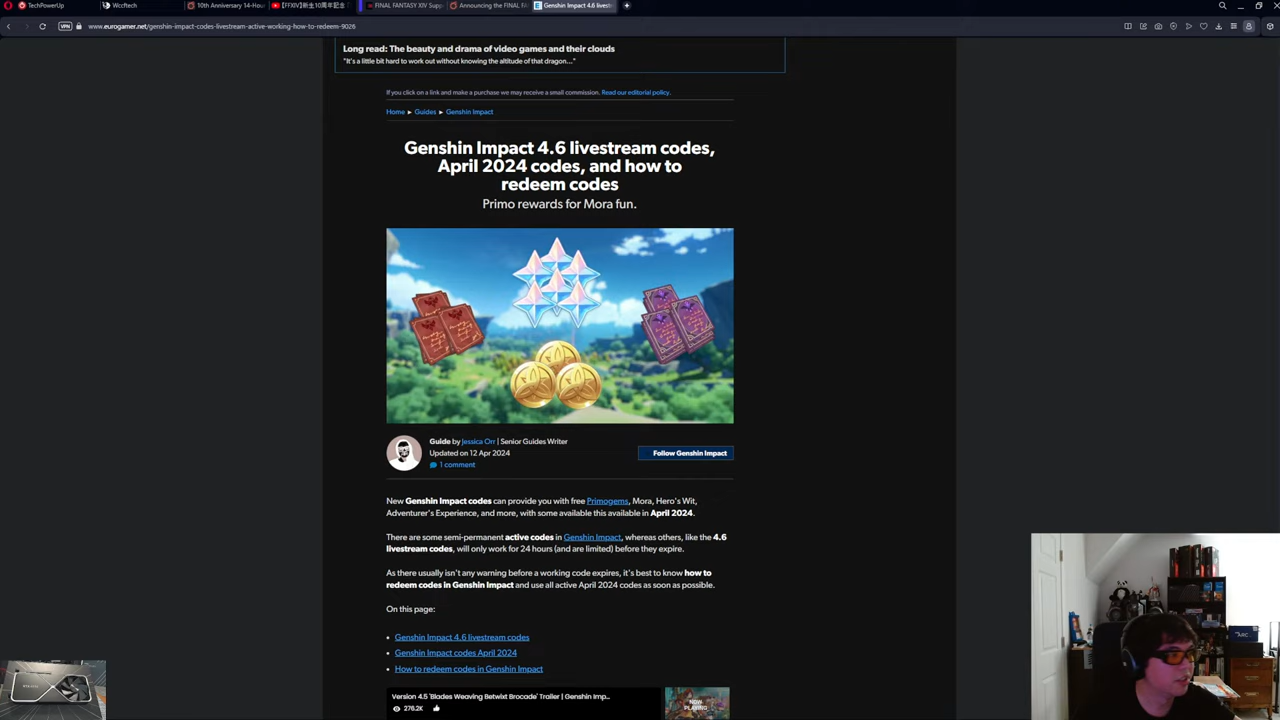 TechPowerUp
Wccftech
10th Anniversary 14-Hou
[FFXIV]新生10周年記念
FINAL FANTASY XIV Supp
Announcing the FINAL FA
Genshin Impact 4.6 livest
VPN
www.eurogamer.net/genshin-impact-codes-livestream-active-working-how-to-redeem-9026
Long read: The beauty and drama of video games and their clouds
"It's a little bit hard to work out without knowing the altitude of that dragon..."
If you click on a link and make a purchase we may receive a small commission. Read our editorial policy.
Home ► Guides ► Genshin Impact
Genshin Impact 4.6 livestream codes,
April 2024 codes, and how to
redeem codes
Primo rewards for Mora fun.
Guide by Jessica Orr | Senior Guides Writer
Updated on 12 Apr 2024
1 comment
Follow Genshin Impact
New Genshin Impact codes can provide you with free Primogems, Mora, Hero's Wit,
Adventurer's Experience, and more, with some available this available in April 2024.
There are some semi-permanent active codes in Genshin Impact, whereas others, like the 4.6
livestream codes, will only work for 24 hours (and are limited) before they expire.
As there usually isn't any warning before a working code expires, it's best to know how to
redeem codes in Genshin Impact and use all active April 2024 codes as soon as possible.
On this page:
• Genshin Impact 4.6 livestream codes
• Genshin Impact codes April 2024
• How to redeem codes in Genshin Impact
Version 4.5 'Blades Weaving Betwixt Brocade' Trailer | Genshin Imp...
276.2K
NOW
PLAYING